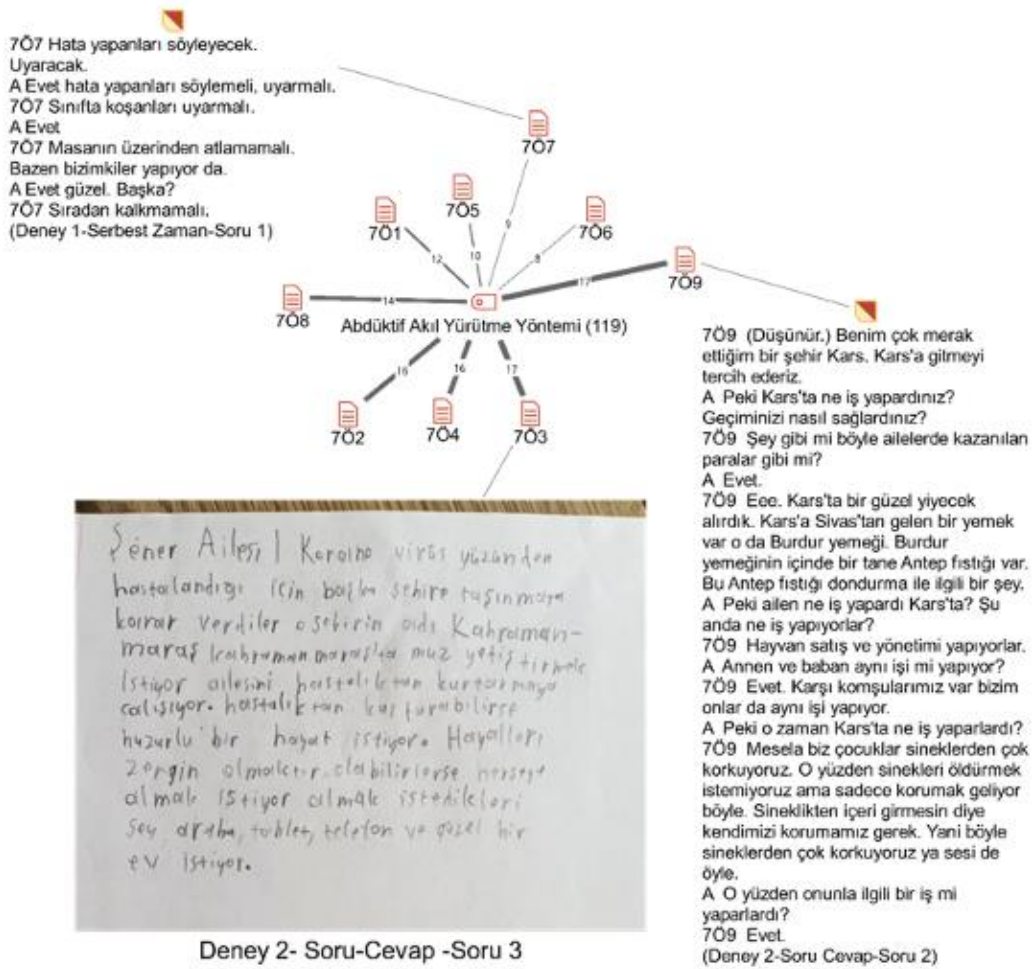 7Ö7 Hata yapanları söyleyecek.
Uyaracak.
A Evet hata yapanları söylemeli, uyarmalı.
7Ö7 Sınıfta koşanları uyarmalı.
A Evet
7Ö7 Masanın üzerinden atlamamalı.
Bazen bizimkiler yapıyor da.
A Evet güzel. Başka?
7Ö7 Sıradan kalkmamalı.
(Deney 1-Serbest Zaman-Soru 1)
7Ö7
7Ö5
7Ö1
7Ö6
7Ö9
9
10
12
8
17
14
7Ö8
Abdüktif Akıl Yürütme Yöntemi (119)
16
16
17
7Ö2
7Ö4
7Ö3
Şener Ailesi Korolno virüs yüzünden
hastalandığı için başka şehire taşınmaya
karar verdiler o şehirin adı Kahraman-
maraş kahramanmaraşta muz yetiştirmek
istiyor ailesini hastalıktan kurtarmaya
çalışıyor. hastalıktan kurturabilirse
huzurlu bir hayat istiyor. Hayalleri
zengin olmaktır olabilirlerse herşeyi
almak istiyor almak istedikleri
şey araba, tablet, telefon ve güzel bir
ev istiyor.
Deney 2- Soru-Cevap -Soru 3
7Ö9 (Düşünür.) Benim çok merak
ettiğim bir şehir Kars. Kars'a gitmeyi
tercih ederiz.
A Peki Kars'ta ne iş yapardınız?
Geçiminizi nasıl sağlardınız?
7Ö9 Şey gibi mi böyle ailelerde kazanılan
paralar gibi mi?
A Evet.
7Ö9 Eee. Kars'ta bir güzel yiyecek
alırdık. Kars'a Sivas'tan gelen bir yemek
var o da Burdur yemeği. Burdur
yemeğinin içinde bir tane Antep fıstığı var.
Bu Antep fıstığı dondurma ile ilgili bir şey.
A Peki ailen ne iş yapardı Kars'ta? Şu
anda ne iş yapıyorlar?
7Ö9 Hayvan satış ve yönetimi yapıyorlar.
A Annen ve baban aynı işi mi yapıyor?
7Ö9 Evet. Karşı komşularımız var bizim
onlar da aynı işi yapıyor.
A Peki o zaman Kars'ta ne iş yaparlardı?
7Ö9 Mesela biz çocuklar sineklerden çok
korkuyoruz. O yüzden sinekleri öldürmek
istemiyoruz ama sadece korumak geliyor
böyle. Sineklikten içeri girmesin diye
kendimizi korumamız gerek. Yani böyle
sineklerden çok korkuyoruz ya sesi de
öyle.
A O yüzden onunla ilgili bir iş mi
yaparlardı?
7Ö9 Evet.
(Deney 2-Soru Cevap-Soru 2)